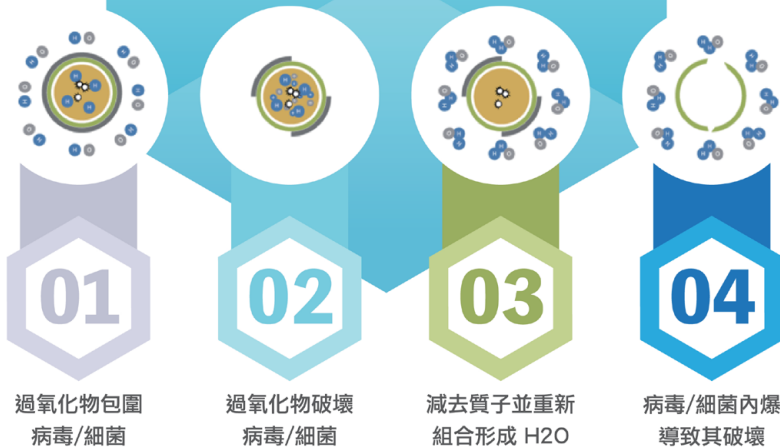 01
02
03
04
過氧化物包圍
病毒/細菌
過氧化物破壞
病毒/細菌
減去質子並重新
組合形成 H2O
病毒/細菌內爆
導致其破壞